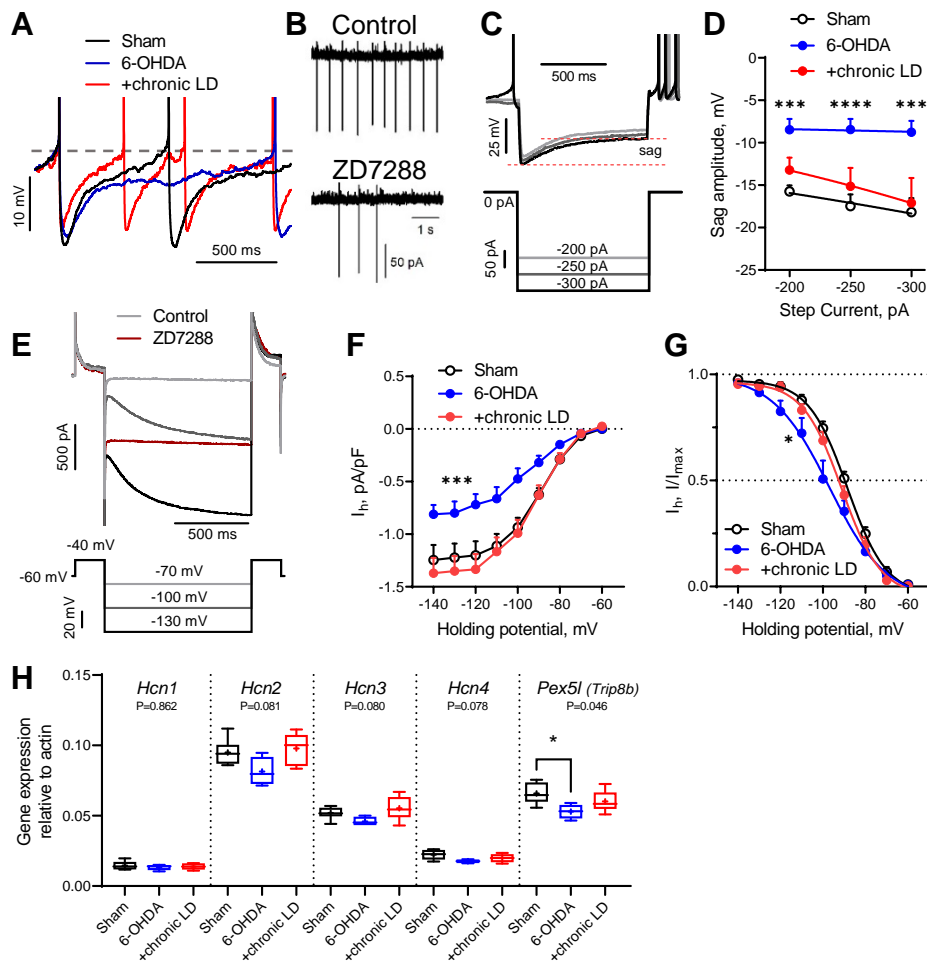 A
Sham
6-OHDA
+chronic LD
10 mV
500 ms
B
Control
ZD7288
1 s
50 pA
C
500 ms
25 mV
sag
0 pA
50 pA
-200 pA
-250 pA
-300 pA
D
Sham
6-OHDA
+chronic LD
0
-5
-10
-15
-20
-25
*** **** ***
Sag amplitude, mV
-200 -250 -300
Step Current, pA
E
Control
ZD7288
500 pA
500 ms
-40 mV
-60 mV
-70 mV
-100 mV
-130 mV
20 mV
F
Sham
6-OHDA
+chronic LD
0.5
0.0
-0.5
-1.0
-1.5
***
Ih, pA/pF
-140 -120 -100 -80 -60
Holding potential, mV
G
1.0
0.5
0.0
*
Ih, I/Imax
Sham
6-OHDA
+chronic LD
-140 -120 -100 -80 -60
Holding potential, mV
H
Hcn1
P=0.862
Hcn2
P=0.081
Hcn3
P=0.080
Hcn4
P=0.078
Pex5l (Trip8b)
P=0.046
*
0.15
0.10
0.05
0.00
Gene expression
relative to actin
Sham 6-OHDA +chronic LD Sham 6-OHDA +chronic LD Sham 6-OHDA +chronic LD Sham 6-OHDA +chronic LD Sham 6-OHDA +chronic LD